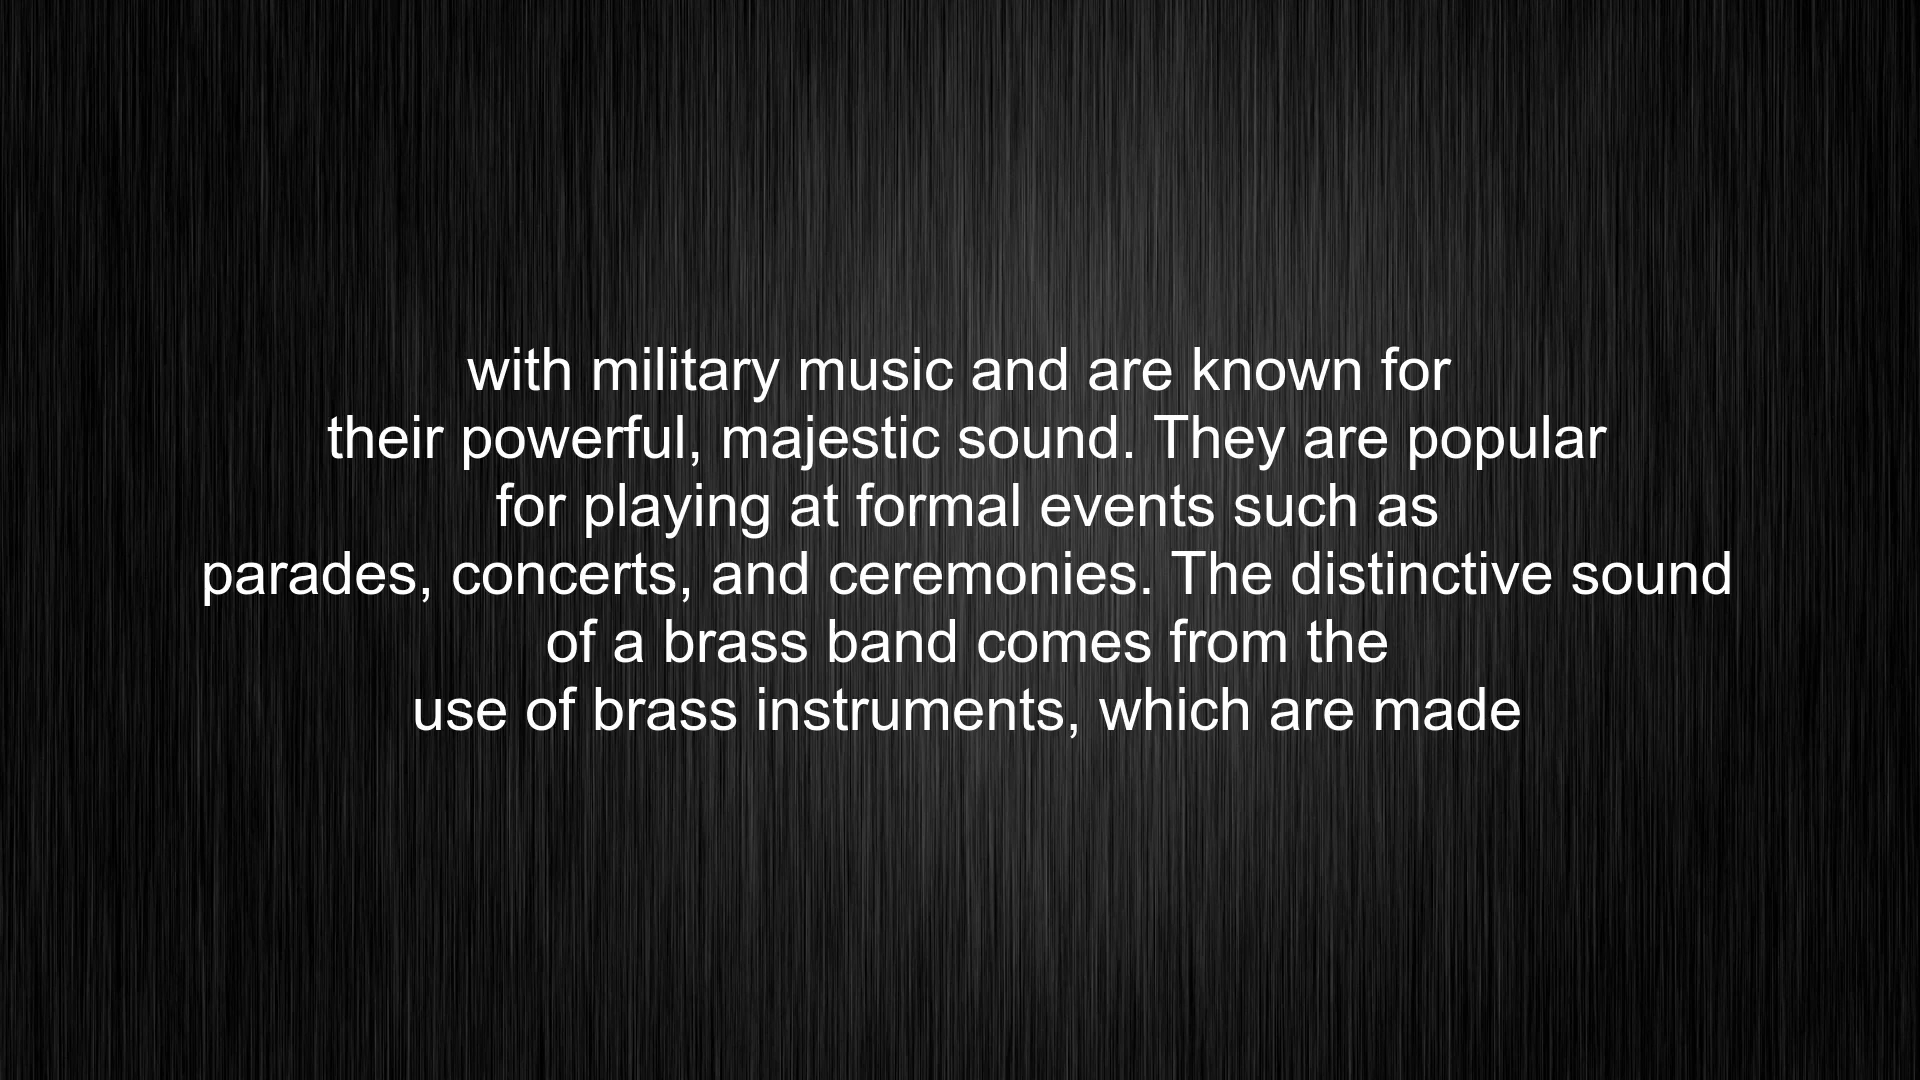 with military music and are known for
their powerful, majestic sound. They are popular
for playing at formal events such as
parades, concerts, and ceremonies. The distinctive sound
of a brass band comes from the
use of brass instruments, which are made